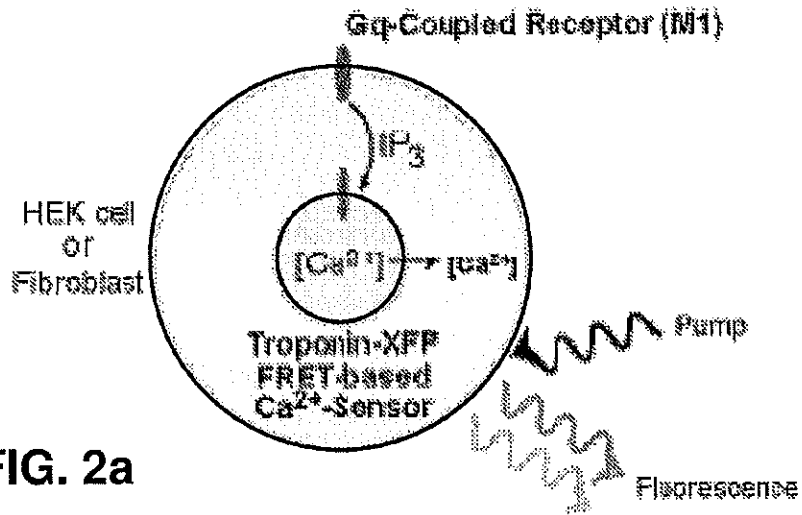 Gq-Coupled Receptor (M1)
IP3
HEK cell
or
Fibroblast
[Ca2+]
[Ca2+]
Troponin-XFP
FRET-based
Ca2+-Sensor
Pump
FIG. 2a
Fluorescence